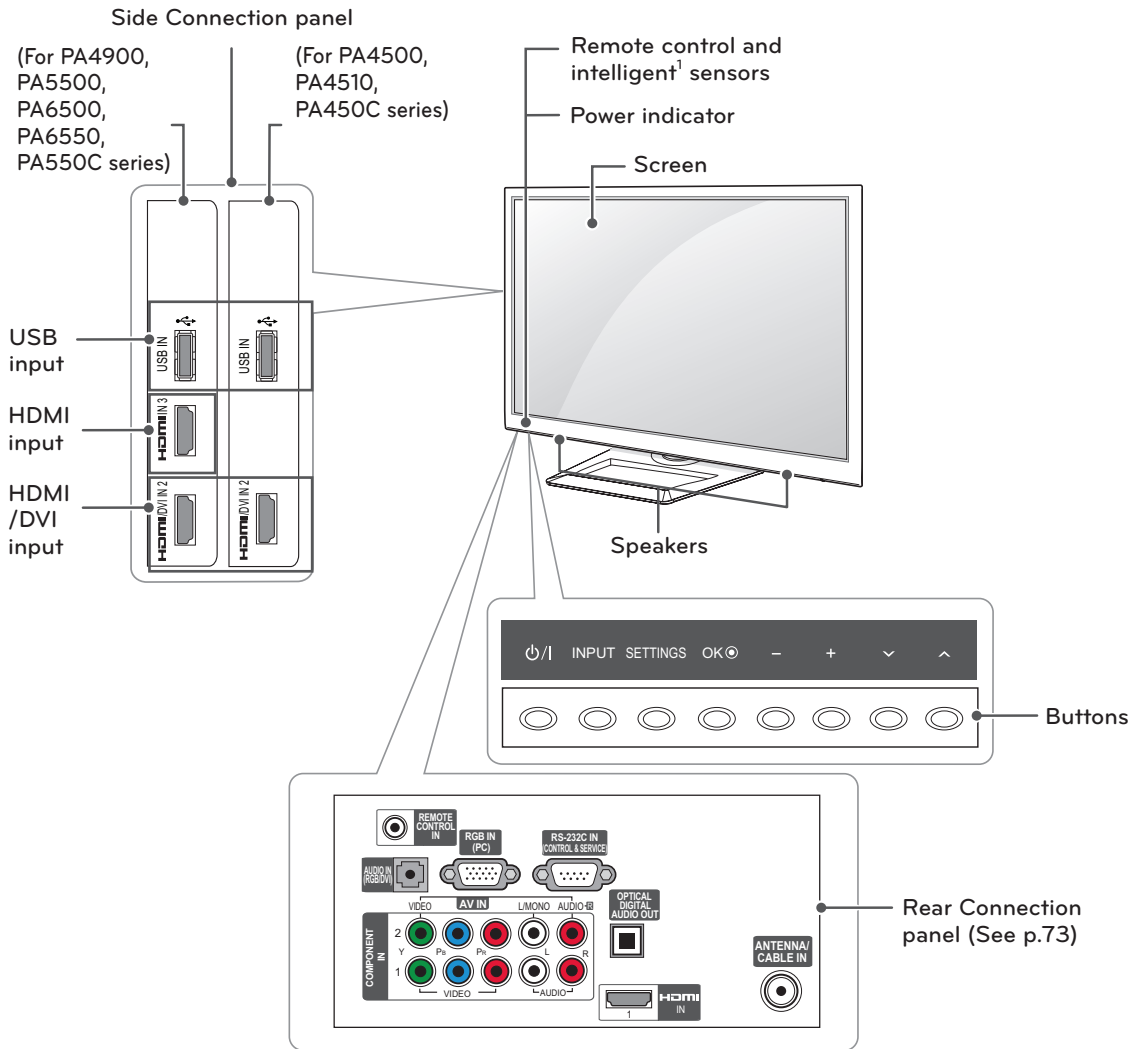 Side Connection panel
(For PA4900,
PA5500,
PA6500,
PA6550,
PA550C series)
(For PA4500,
PA4510,
PA450C series)
Remote control and
intelligent¹ sensors
Power indicator
Screen
USB
input
HDMI
input
HDMI
/DVI
input
USB IN
USB IN
HDMI IN 3
HDMI/DVI IN 2
HDMI/DVI IN 2
Speakers
⏻/I INPUT SETTINGS OK◉ - + ⌄ ⌃
Buttons
REMOTE
CONTROL
IN
RGB IN
(PC)
RS-232C IN
(CONTROL & SERVICE)
AUDIO IN
(RGB/DVI)
VIDEO AV IN L/MONO AUDIO R
OPTICAL
DIGITAL
AUDIO OUT
COMPONENT
IN
2
Y PB PR L R
1
VIDEO AUDIO
ANTENNA/
CABLE IN
1
HDMI
IN
Rear Connection
panel (See p.73)